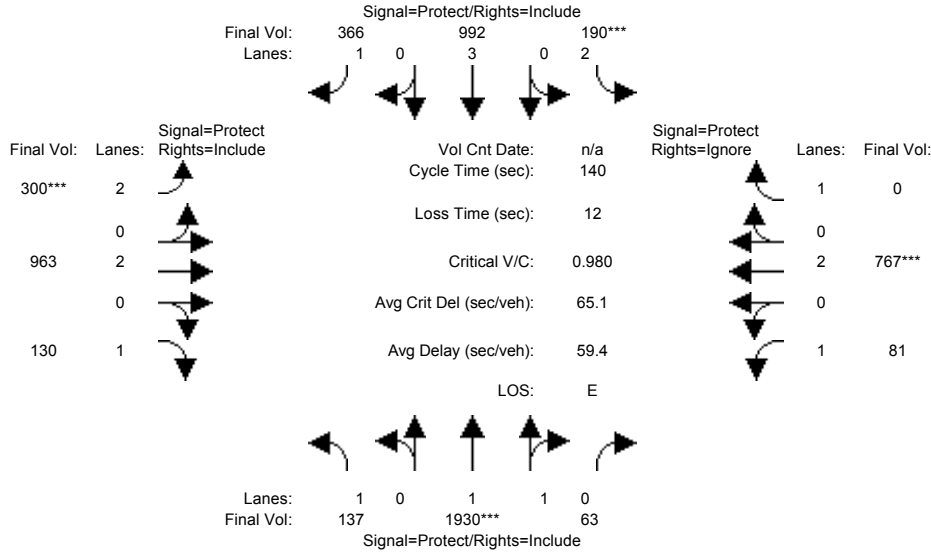 Signal=Protect/Rights=Include
Final Vol: 366 992 190***
Lanes: 1 0 3 0 2
Signal=Protect Signal=Protect
Final Vol: Lanes: Rights=Include Vol Cnt Date: n/a Rights=Ignore Lanes: Final Vol:
Cycle Time (sec): 140
300*** 2 1 0
Loss Time (sec): 12
0 0
963 2 Critical V/C: 0.980 2 767***
0 Avg Crit Del (sec/veh): 65.1 0
130 1 Avg Delay (sec/veh): 59.4 1 81
LOS: E
Lanes: 1 0 1 1 0
Final Vol: 137 1930*** 63
Signal=Protect/Rights=Include